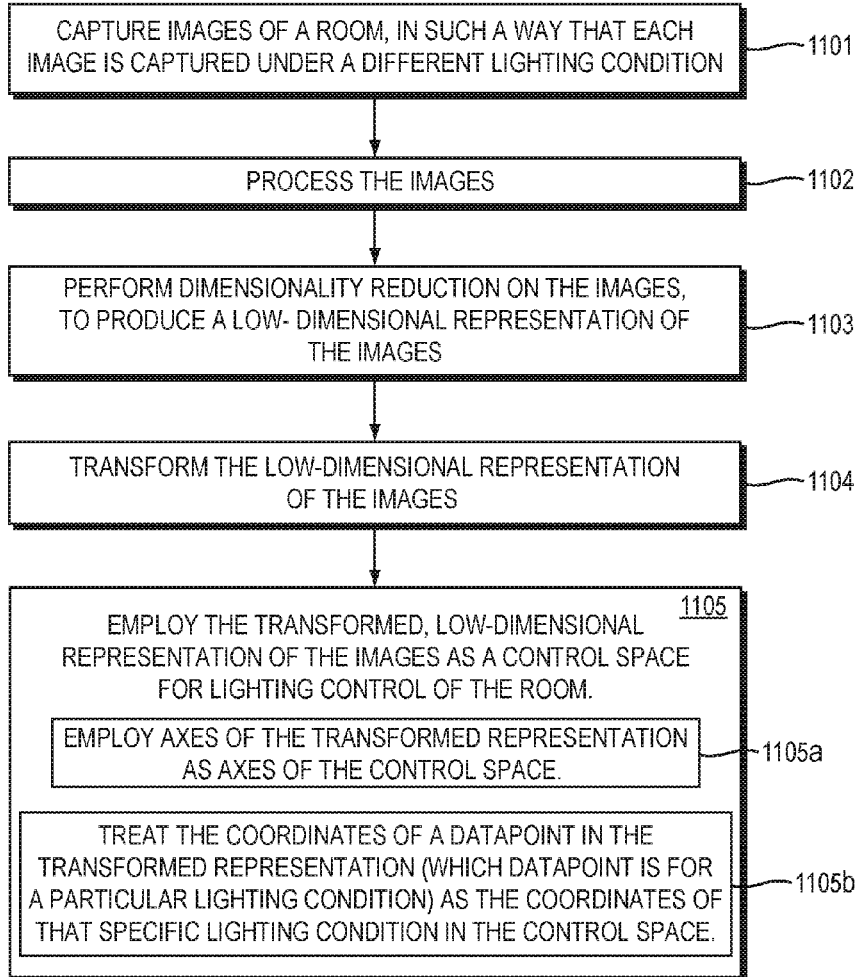 CAPTURE IMAGES OF A ROOM, IN SUCH A WAY THAT EACH
IMAGE IS CAPTURED UNDER A DIFFERENT LIGHTING CONDITION
1101
PROCESS THE IMAGES
1102
PERFORM DIMENSIONALITY REDUCTION ON THE IMAGES,
TO PRODUCE A LOW- DIMENSIONAL REPRESENTATION OF
THE IMAGES
1103
TRANSFORM THE LOW-DIMENSIONAL REPRESENTATION
OF THE IMAGES
1104
1105
EMPLOY THE TRANSFORMED, LOW-DIMENSIONAL
REPRESENTATION OF THE IMAGES AS A CONTROL SPACE
FOR LIGHTING CONTROL OF THE ROOM.
EMPLOY AXES OF THE TRANSFORMED REPRESENTATION
AS AXES OF THE CONTROL SPACE.
1105a
TREAT THE COORDINATES OF A DATAPOINT IN THE
TRANSFORMED REPRESENTATION (WHICH DATAPOINT IS FOR
A PARTICULAR LIGHTING CONDITION) AS THE COORDINATES OF
THAT SPECIFIC LIGHTING CONDITION IN THE CONTROL SPACE.
1105b